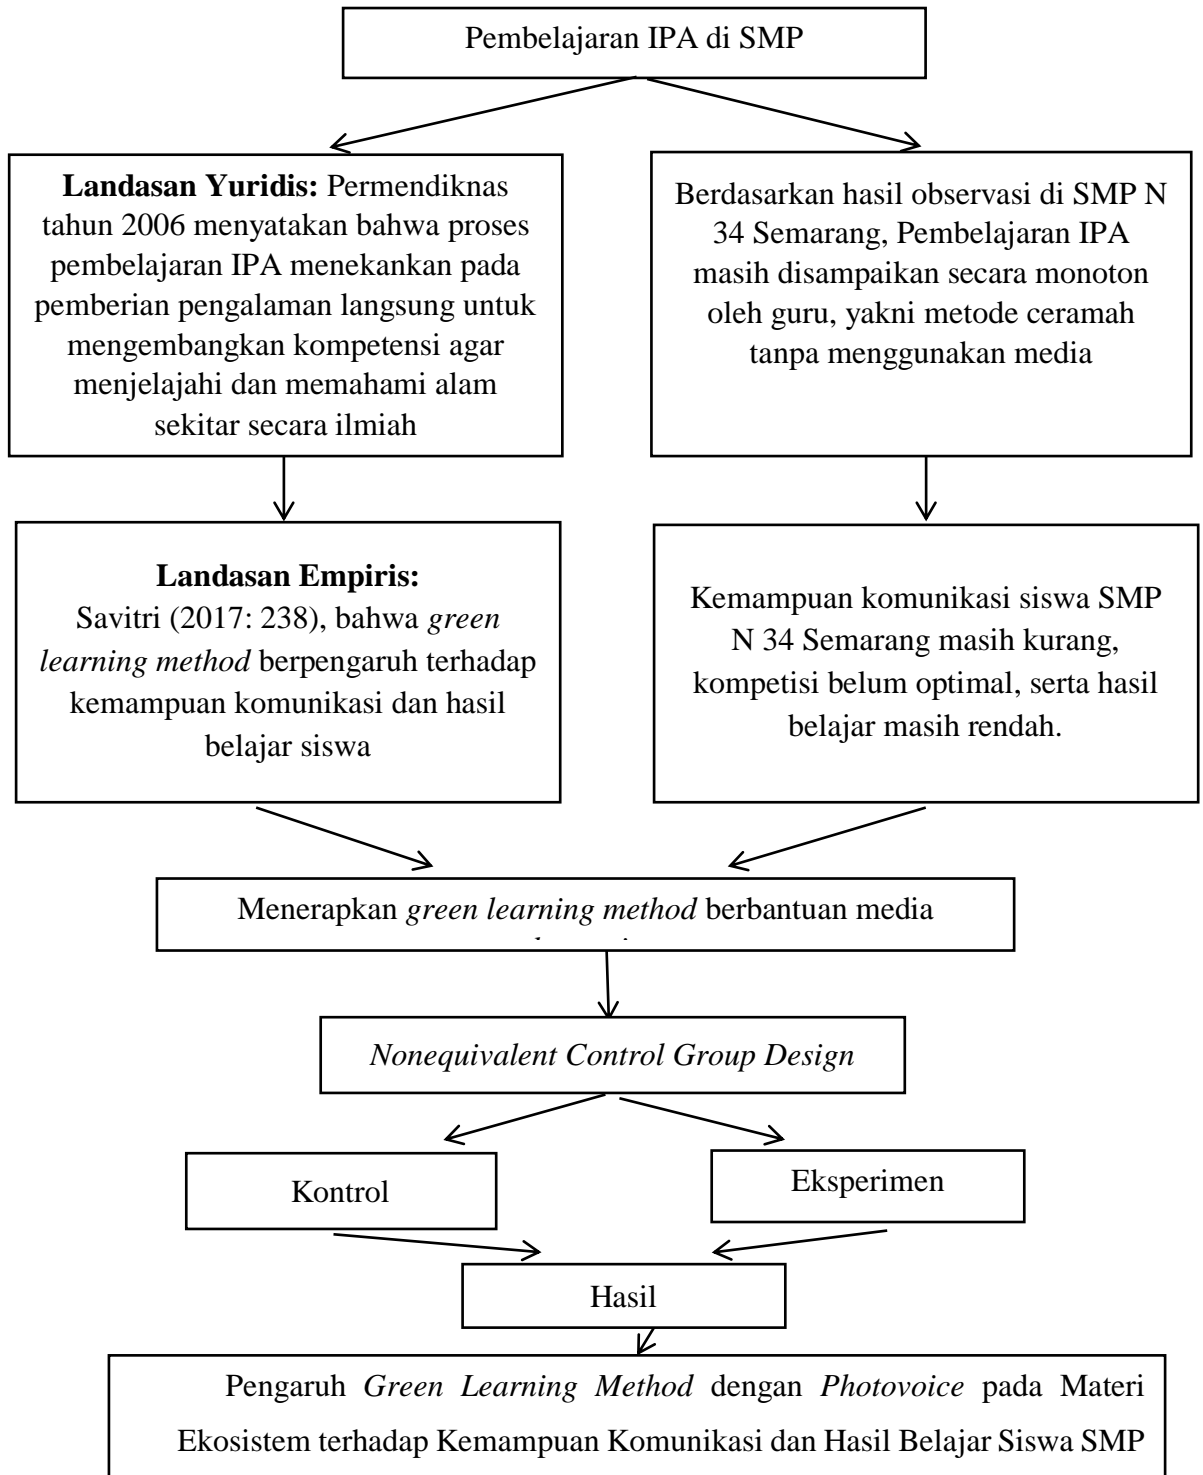 Pembelajaran IPA di SMP
Landasan Yuridis: Permendiknas
tahun 2006 menyatakan bahwa proses
pembelajaran IPA menekankan pada
pemberian pengalaman langsung untuk
mengembangkan kompetensi agar
menjelajahi dan memahami alam
sekitar secara ilmiah
Berdasarkan hasil observasi di SMP N
34 Semarang, Pembelajaran IPA
masih disampaikan secara monoton
oleh guru, yakni metode ceramah
tanpa menggunakan media
Landasan Empiris:
Savitri (2017: 238), bahwa green
learning method berpengaruh terhadap
kemampuan komunikasi dan hasil
belajar siswa
Kemampuan komunikasi siswa SMP
N 34 Semarang masih kurang,
kompetisi belum optimal, serta hasil
belajar masih rendah.
Menerapkan green learning method berbantuan media
Nonequivalent Control Group Design
Kontrol
Eksperimen
Hasil
Pengaruh Green Learning Method dengan Photovoice pada Materi
Ekosistem terhadap Kemampuan Komunikasi dan Hasil Belajar Siswa SMP